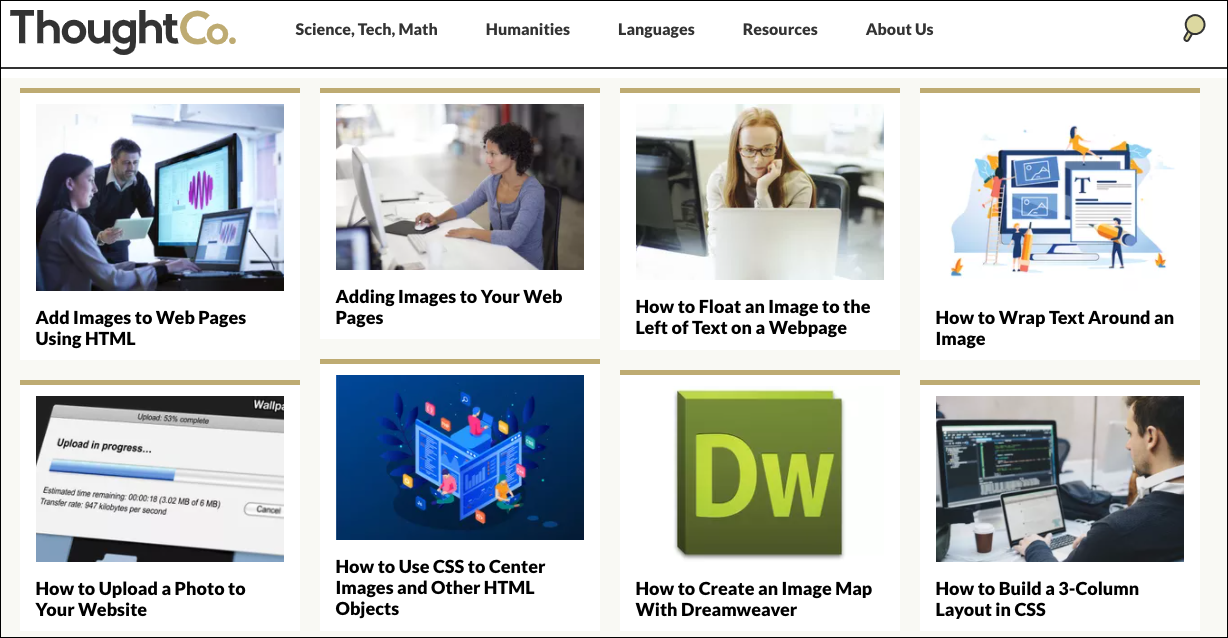 ThoughtCo.
Science, Tech, Math
Humanities
Languages
Resources
About Us
Add Images to Web Pages
Using HTML
Adding Images to Your Web
Pages
How to Float an Image to the
Left of Text on a Webpage
T
How to Wrap Text Around an
Image
Wallpa
Upload: 53% complete
Upload in progress...
Estimated time remaining: 00:00:18 (3.02 MB of 6 MB)
Transfer rate: 947 kilobytes per second
Cancel
How to Upload a Photo to
Your Website
How to Use CSS to Center
Images and Other HTML
Objects
Dw
How to Create an Image Map
With Dreamweaver
How to Build a 3-Column
Layout in CSS